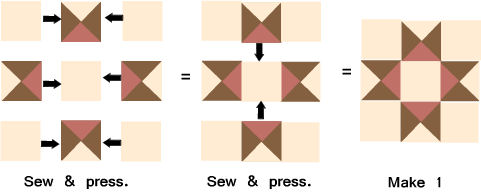 =
=
Sew & press.
Sew & press.
Make 1